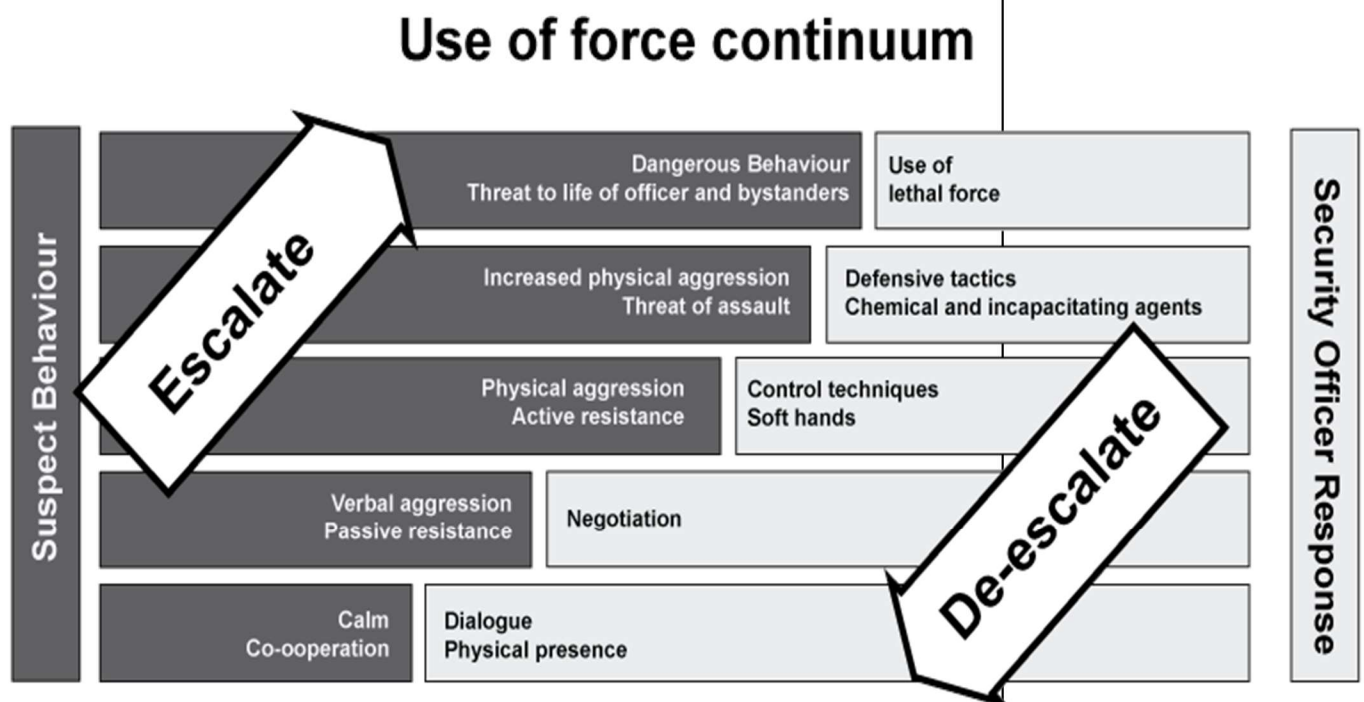 Use of force continuum
Suspect Behaviour
Escalate
Dangerous Behaviour
Threat to life of officer and bystanders
Use of
lethal force
Increased physical aggression
Threat of assault
Defensive tactics
Chemical and incapacitating agents
Physical aggression
Active resistance
Control techniques
Soft hands
Verbal aggression
Passive resistance
Negotiation
Calm
Co-ooperation
Dialogue
Physical presence
De-escalate
Security Officer Response